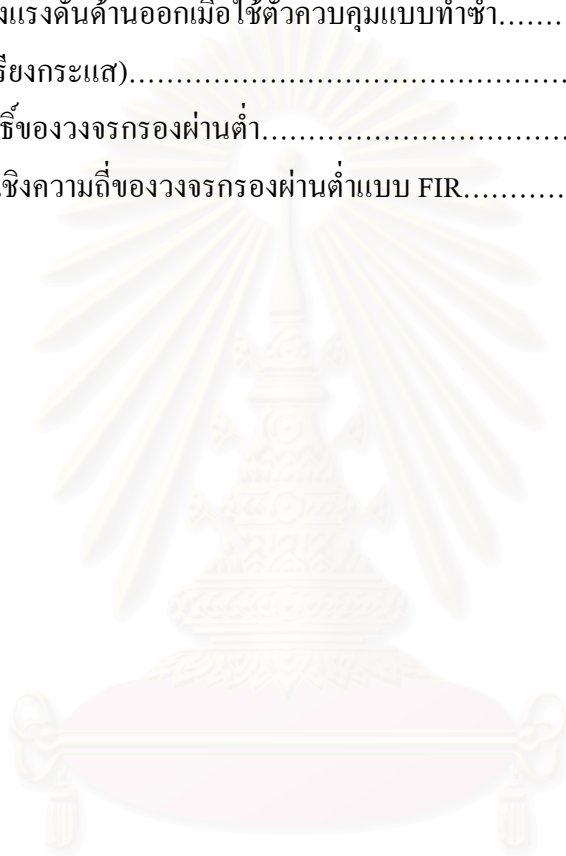 งแรงดันด้านออกเมื่อใช้ตัวควบคุมแบบทำซ้ำ.......
รียงกระแส)..................................................
ธิ์ของวงจรกรองผ่านต่ำ....................................
เชิงความถี่ของวงจรกรองผ่านต่ำแบบ FIR...........